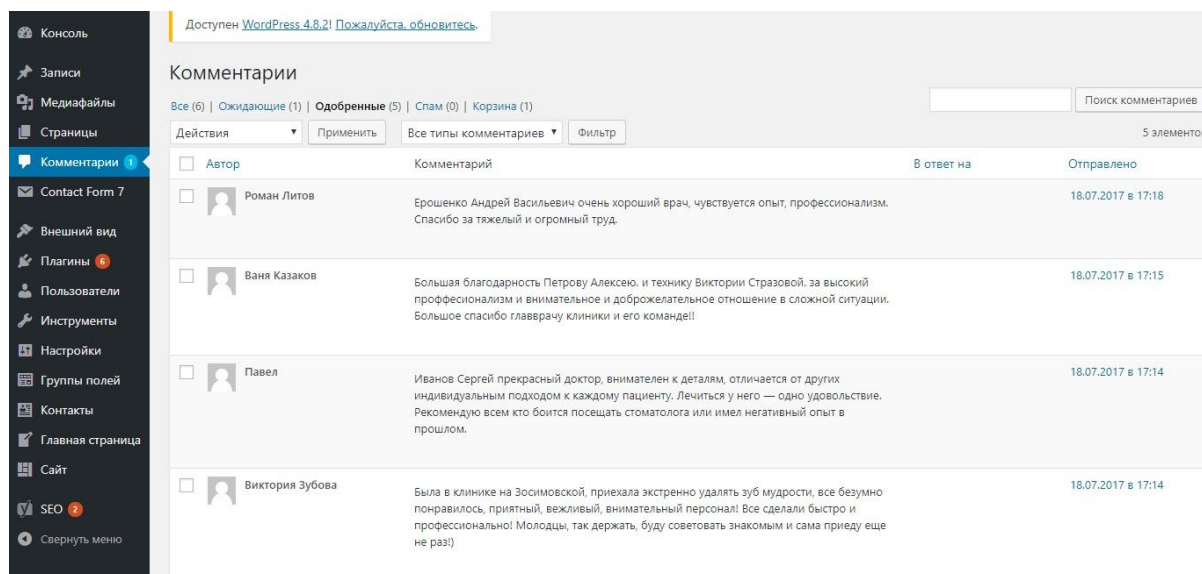 Консоль
Записи
Медиафайлы
Страницы
Комментарии 1
Contact Form 7
Внешний вид
Плагины 6
Пользователи
Инструменты
Настройки
Группы полей
Контакты
Главная страница
Сайт
SEO 2
Свернуть меню
Доступен WordPress 4.8.2! Пожалуйста, обновитесь.
Комментарии
Все (6) | Ожидающие (1) | Одобренные (5) | Спам (0) | Корзина (1)
Поиск комментариев
Действия Применить Все типы комментариев Фильтр
5 элементо
Автор Комментарий В ответ на Отправлено
Роман Литов
Ерошенко Андрей Васильевич очень хороший врач, чувствуется опыт, профессионализм.
Спасибо за тяжелый и огромный труд.
18.07.2017 в 17:18
Ваня Казаков
Большая благодарность Петрову Алексею. и технику Виктории Стразовой. за высокий
проффесионализм и внимательное и доброжелательное отношение в сложной ситуации.
Большое спасибо главврачу клиники и его команде!!
18.07.2017 в 17:15
Павел
Иванов Сергей прекрасный доктор, внимателен к деталям, отличается от других
индивидуальным подходом к каждому пациенту. Лечиться у него — одно удовольствие.
Рекомендую всем кто боится посещать стоматолога или имел негативный опыт в
прошлом.
18.07.2017 в 17:14
Виктория Зубова
Была в клинике на Зосимовской, приехала экстренно удалять зуб мудрости, все безумно
понравилось, приятный, вежливый, внимательный персонал! Все сделали быстро и
профессионально! Молодцы, так держать, буду советовать знакомым и сама приеду еще
не раз!)
18.07.2017 в 17:14